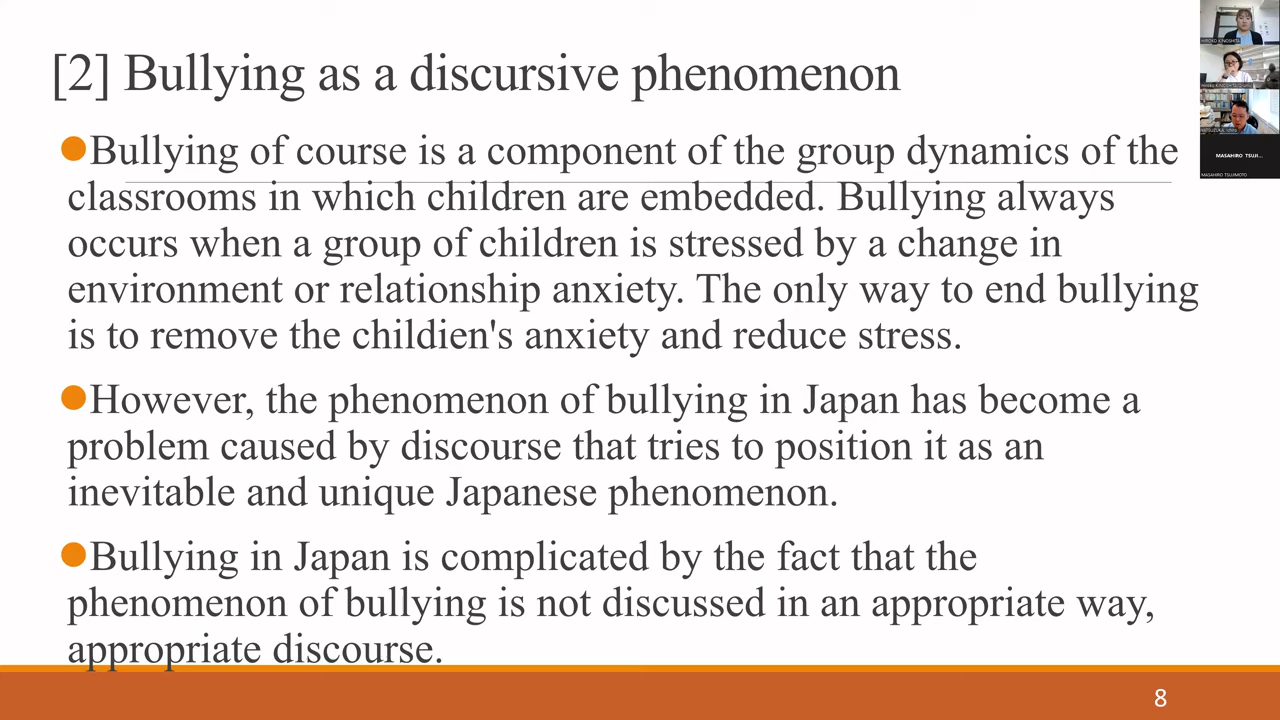 [2] Bullying as a discursive phenomenon
Bullying of course is a component of the group dynamics of the
classrooms in which children are embedded. Bullying always
occurs when a group of children is stressed by a change in
environment or relationship anxiety. The only way to end bullying
is to remove the childien's anxiety and reduce stress.
However, the phenomenon of bullying in Japan has become a
problem caused by discourse that tries to position it as an
inevitable and unique Japanese phenomenon.
Bullying in Japan is complicated by the fact that the
phenomenon of bullying is not discussed in an appropriate way,
appropriate discourse.
8
HIROKO KINOSHITA
MASAHIRO TSUJI...
MASAHIRO TSUJIMOTO